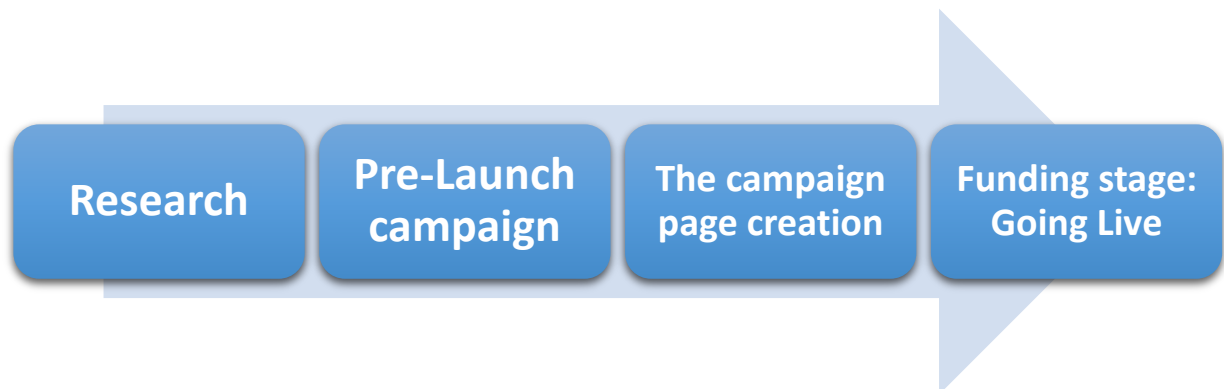 Research
Pre-Launch
campaign
The campaign
page creation
Funding stage:
Going Live